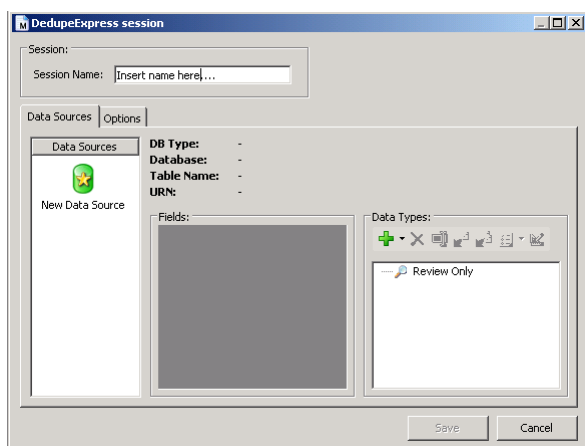 M DedupeExpress session
Session:
Session Name: Insert name here,...
Data Sources Options
Data Sources
New Data Source
DB Type: -
Database: -
Table Name: -
URN: -
Fields:
Data Types:
Review Only
Save Cancel